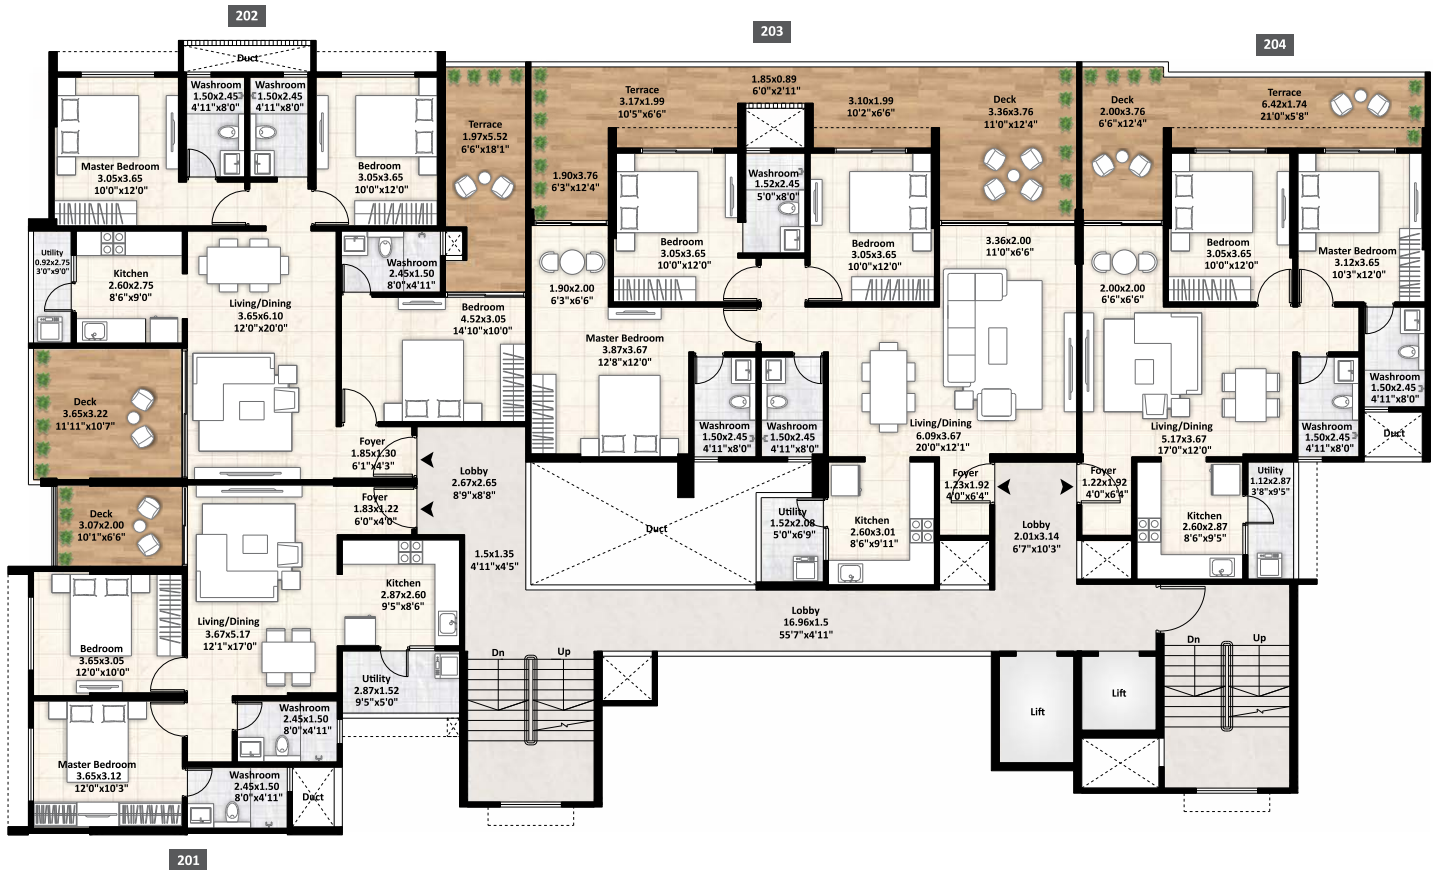 202
203
204
Duct
Washroom
1.50x2.45
4'11"x8'0"
Washroom
1.50x2.45
4'11"x8'0"
Master Bedroom
3.05x3.65
10'0"x12'0"
Bedroom
3.05x3.65
10'0"x12'0"
Terrace
1.97x5.52
6'6"x18'1"
Utility
0.92x2.75
3'0"x9'0"
Kitchen
2.60x2.75
8'6"x9'0"
Living/Dining
3.65x6.10
12'0"x20'0"
Washroom
2.45x1.50
8'0"x4'11"
Bedroom
4.52x3.05
14'10"x10'0"
Deck
3.65x3.22
11'11"x10'7"
Foyer
1.85x1.30
6'1"x4'3"
Terrace
3.17x1.99
10'5"x6'6"
1.85x0.89
6'0"x2'11"
3.10x1.99
10'2"x6'6"
Deck
3.36x3.76
11'0"x12'4"
1.90x3.76
6'3"x12'4"
Washroom
1.52x2.45
5'0"x8'0"
Bedroom
3.05x3.65
10'0"x12'0"
Bedroom
3.05x3.65
10'0"x12'0"
3.36x2.00
11'0"x6'6"
1.90x2.00
6'3"x6'6"
Master Bedroom
3.87x3.67
12'8"x12'0"
Washroom
1.50x2.45
4'11"x8'0"
Washroom
1.50x2.45
4'11"x8'0"
Living/Dining
6.09x3.67
20'0"x12'1"
Foyer
1.23x1.92
4'0"x6'4"
Utility
1.52x2.08
5'0"x6'9"
Kitchen
2.60x3.01
8'6"x9'11"
Duct
Deck
2.00x3.76
6'6"x12'4"
Terrace
6.42x1.74
21'0"x5'8"
Bedroom
3.05x3.65
10'0"x12'0"
Master Bedroom
3.12x3.65
10'3"x12'0"
2.00x2.00
6'6"x6'6"
Washroom
1.50x2.45
4'11"x8'0"
Living/Dining
5.17x3.67
17'0"x12'0"
Washroom
1.50x2.45
4'11"x8'0"
Duct
Foyer
1.22x1.92
4'0"x6'4"
Utility
1.12x2.87
3'8"x9'5"
Kitchen
2.60x2.87
8'6"x9'5"
Lobby
2.67x2.65
8'9"x8'8"
Lobby
2.01x3.14
6'7"x10'3"
1.5x1.35
4'11"x4'5"
Lobby
16.96x1.5
55'7"x4'11"
Foyer
1.83x1.22
6'0"x4'0"
Deck
3.07x2.00
10'1"x6'6"
Kitchen
2.87x2.60
9'5"x8'6"
Living/Dining
3.67x5.17
12'1"x17'0"
Bedroom
3.65x3.05
12'0"x10'0"
Utility
2.87x1.52
9'5"x5'0"
Washroom
2.45x1.50
8'0"x4'11"
Master Bedroom
3.65x3.12
12'0"x10'3"
Washroom
2.45x1.50
8'0"x4'11"
Duct
Dn
Up
Dn
Up
Lift
Lift
201